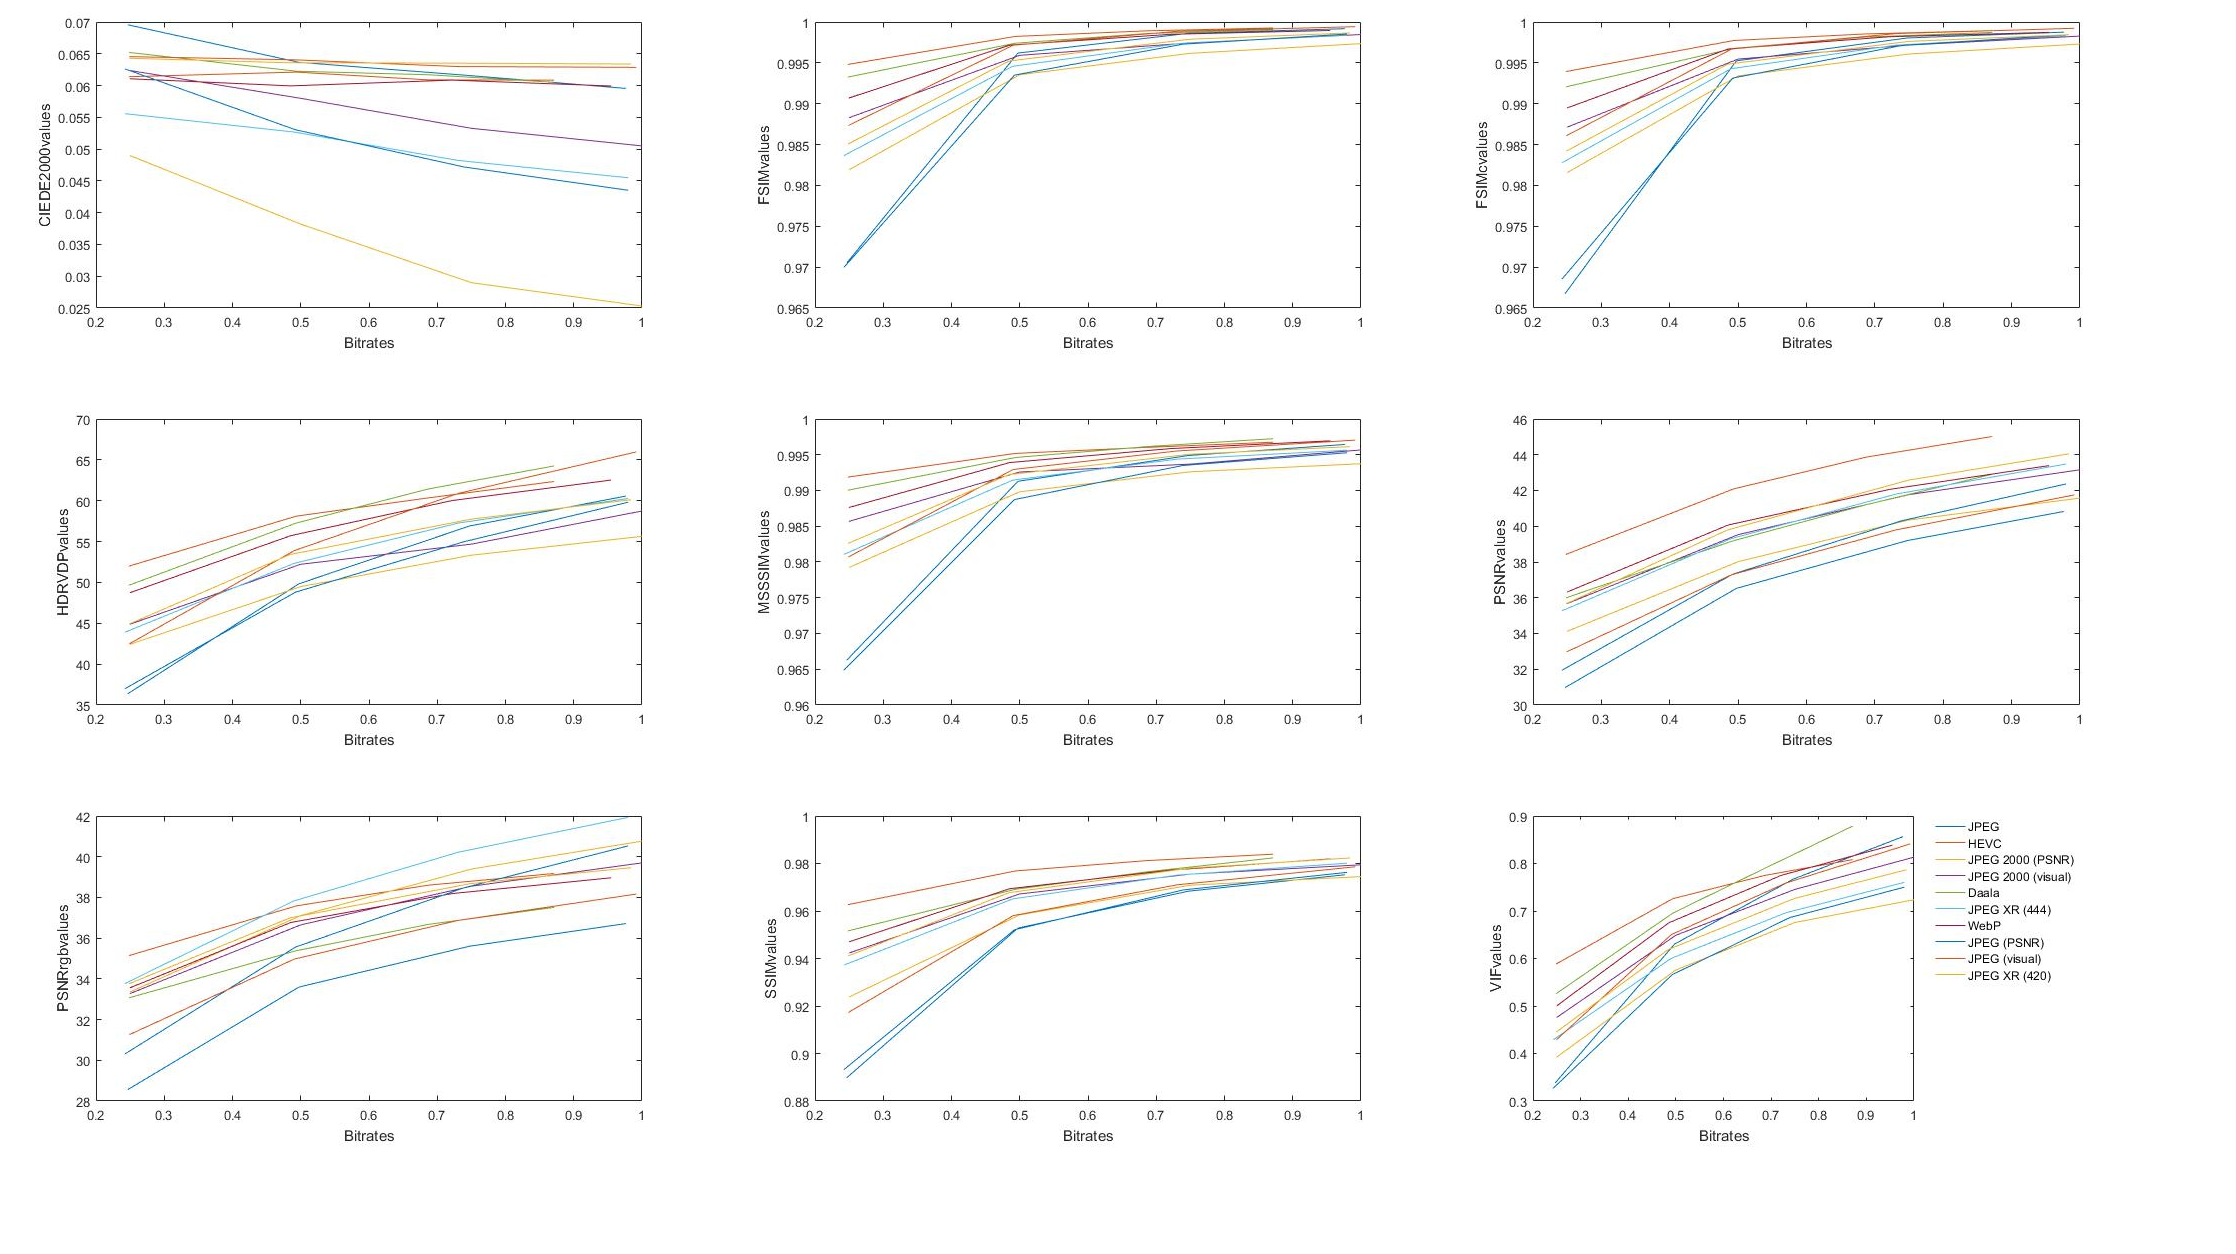 CIEDE2000values
0.07
0.065
0.06
0.055
0.05
0.045
0.04
0.035
0.03
0.025
0.2 0.3 0.4 0.5 0.6 0.7 0.8 0.9 1
Bitrates
FSIMvalues
1
0.995
0.99
0.985
0.98
0.975
0.97
0.965
0.2 0.3 0.4 0.5 0.6 0.7 0.8 0.9 1
Bitrates
FSIMcvalues
1
0.995
0.99
0.985
0.98
0.975
0.97
0.965
0.2 0.3 0.4 0.5 0.6 0.7 0.8 0.9 1
Bitrates
HDRVDPvalues
70
65
60
55
50
45
40
35
0.2 0.3 0.4 0.5 0.6 0.7 0.8 0.9 1
Bitrates
MSSSIMvalues
1
0.995
0.99
0.985
0.98
0.975
0.97
0.965
0.96
0.2 0.3 0.4 0.5 0.6 0.7 0.8 0.9 1
Bitrates
PSNRvalues
46
44
42
40
38
36
34
32
30
0.2 0.3 0.4 0.5 0.6 0.7 0.8 0.9 1
Bitrates
PSNRrgbvalues
42
40
38
36
34
32
30
28
0.2 0.3 0.4 0.5 0.6 0.7 0.8 0.9 1
Bitrates
SSIMvalues
1
0.98
0.96
0.94
0.92
0.9
0.88
0.2 0.3 0.4 0.5 0.6 0.7 0.8 0.9 1
Bitrates
VIFvalues
0.9
0.8
0.7
0.6
0.5
0.4
0.3
0.2 0.3 0.4 0.5 0.6 0.7 0.8 0.9 1
Bitrates
JPEG
HEVC
JPEG 2000 (PSNR)
JPEG 2000 (visual)
Daala
JPEG XR (444)
WebP
JPEG (PSNR)
JPEG (visual)
JPEG XR (420)